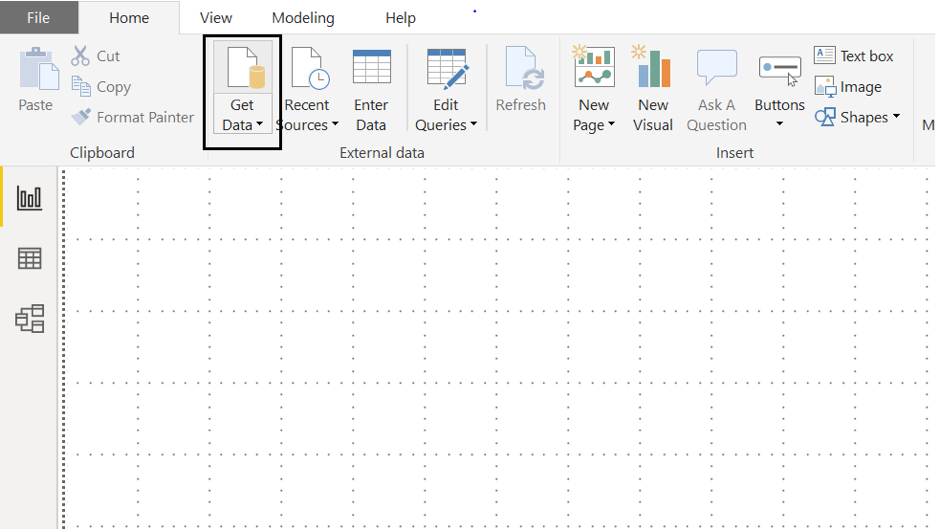 File Home View Modeling Help
Paste
Cut
Copy
Format Painter
Clipboard
Get
Data
Recent
Sources
Enter
Data
Edit
Queries
Refresh
External data
New
Page
New
Visual
Ask A
Question
Buttons
Text box
Image
Shapes
Insert